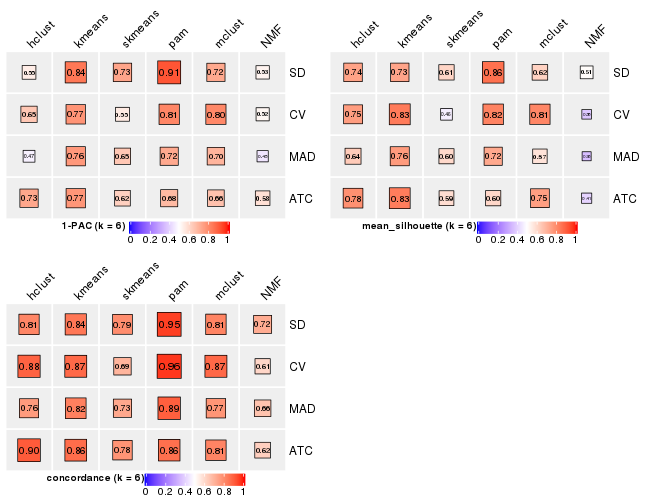 hclust kmeans skmeans pam mclust NMF
0.55 0.84 0.73 0.91 0.72 0.53 SD
0.65 0.77 0.55 0.81 0.80 0.52 CV
0.47 0.76 0.65 0.72 0.70 MAD
0.73 0.77 0.62 0.68 0.66 0.58 ATC
1-PAC (k = 6)
0 0.2 0.4 0.6 0.8 1
hclust kmeans skmeans pam mclust NMF
0.74 0.73 0.61 0.86 0.62 0.51 SD
0.75 0.83 0.82 0.81 CV
0.64 0.76 0.60 0.72 0.57 MAD
0.78 0.83 0.59 0.60 0.75 ATC
mean_silhouette (k = 6)
0 0.2 0.4 0.6 0.8 1
hclust kmeans skmeans pam mclust NMF
0.81 0.84 0.79 0.95 0.81 0.72 SD
0.88 0.87 0.69 0.96 0.87 0.61 CV
0.76 0.82 0.73 0.89 0.77 0.66 MAD
0.90 0.86 0.78 0.86 0.81 0.62 ATC
concordance (k = 6)
0 0.2 0.4 0.6 0.8 1